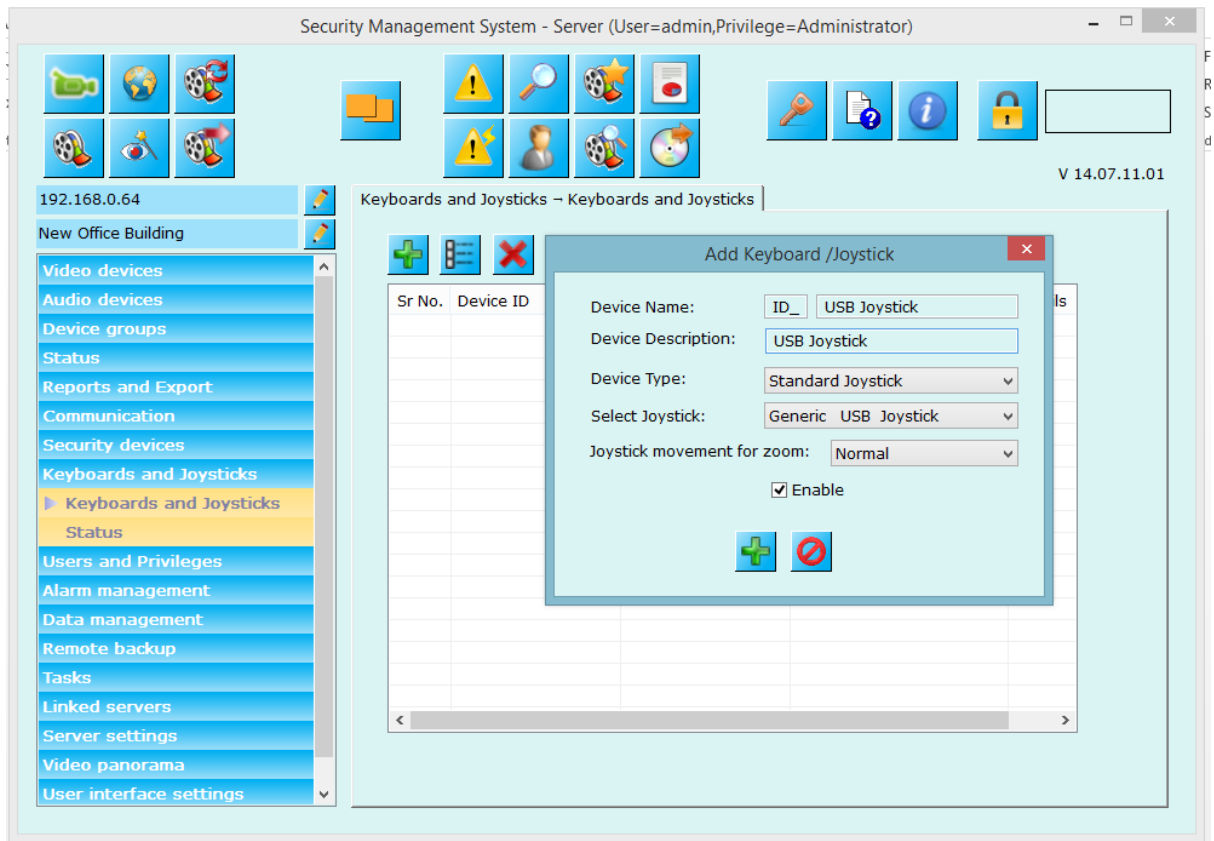 Security Management System - Server (User=admin,Privilege=Administrator)
V 14.07.11.01
192.168.0.64
New Office Building
Video devices
Audio devices
Device groups
Status
Reports and Export
Communication
Security devices
Keyboards and Joysticks
Keyboards and Joysticks
Status
Users and Privileges
Alarm management
Data management
Remote backup
Tasks
Linked servers
Server settings
Video panorama
User interface settings
Keyboards and Joysticks → Keyboards and Joysticks
Sr No. Device ID ls
Add Keyboard /Joystick
Device Name: ID_ USB Joystick
Device Description: USB Joystick
Device Type: Standard Joystick
Select Joystick: Generic USB Joystick
Joystick movement for zoom: Normal
Enable